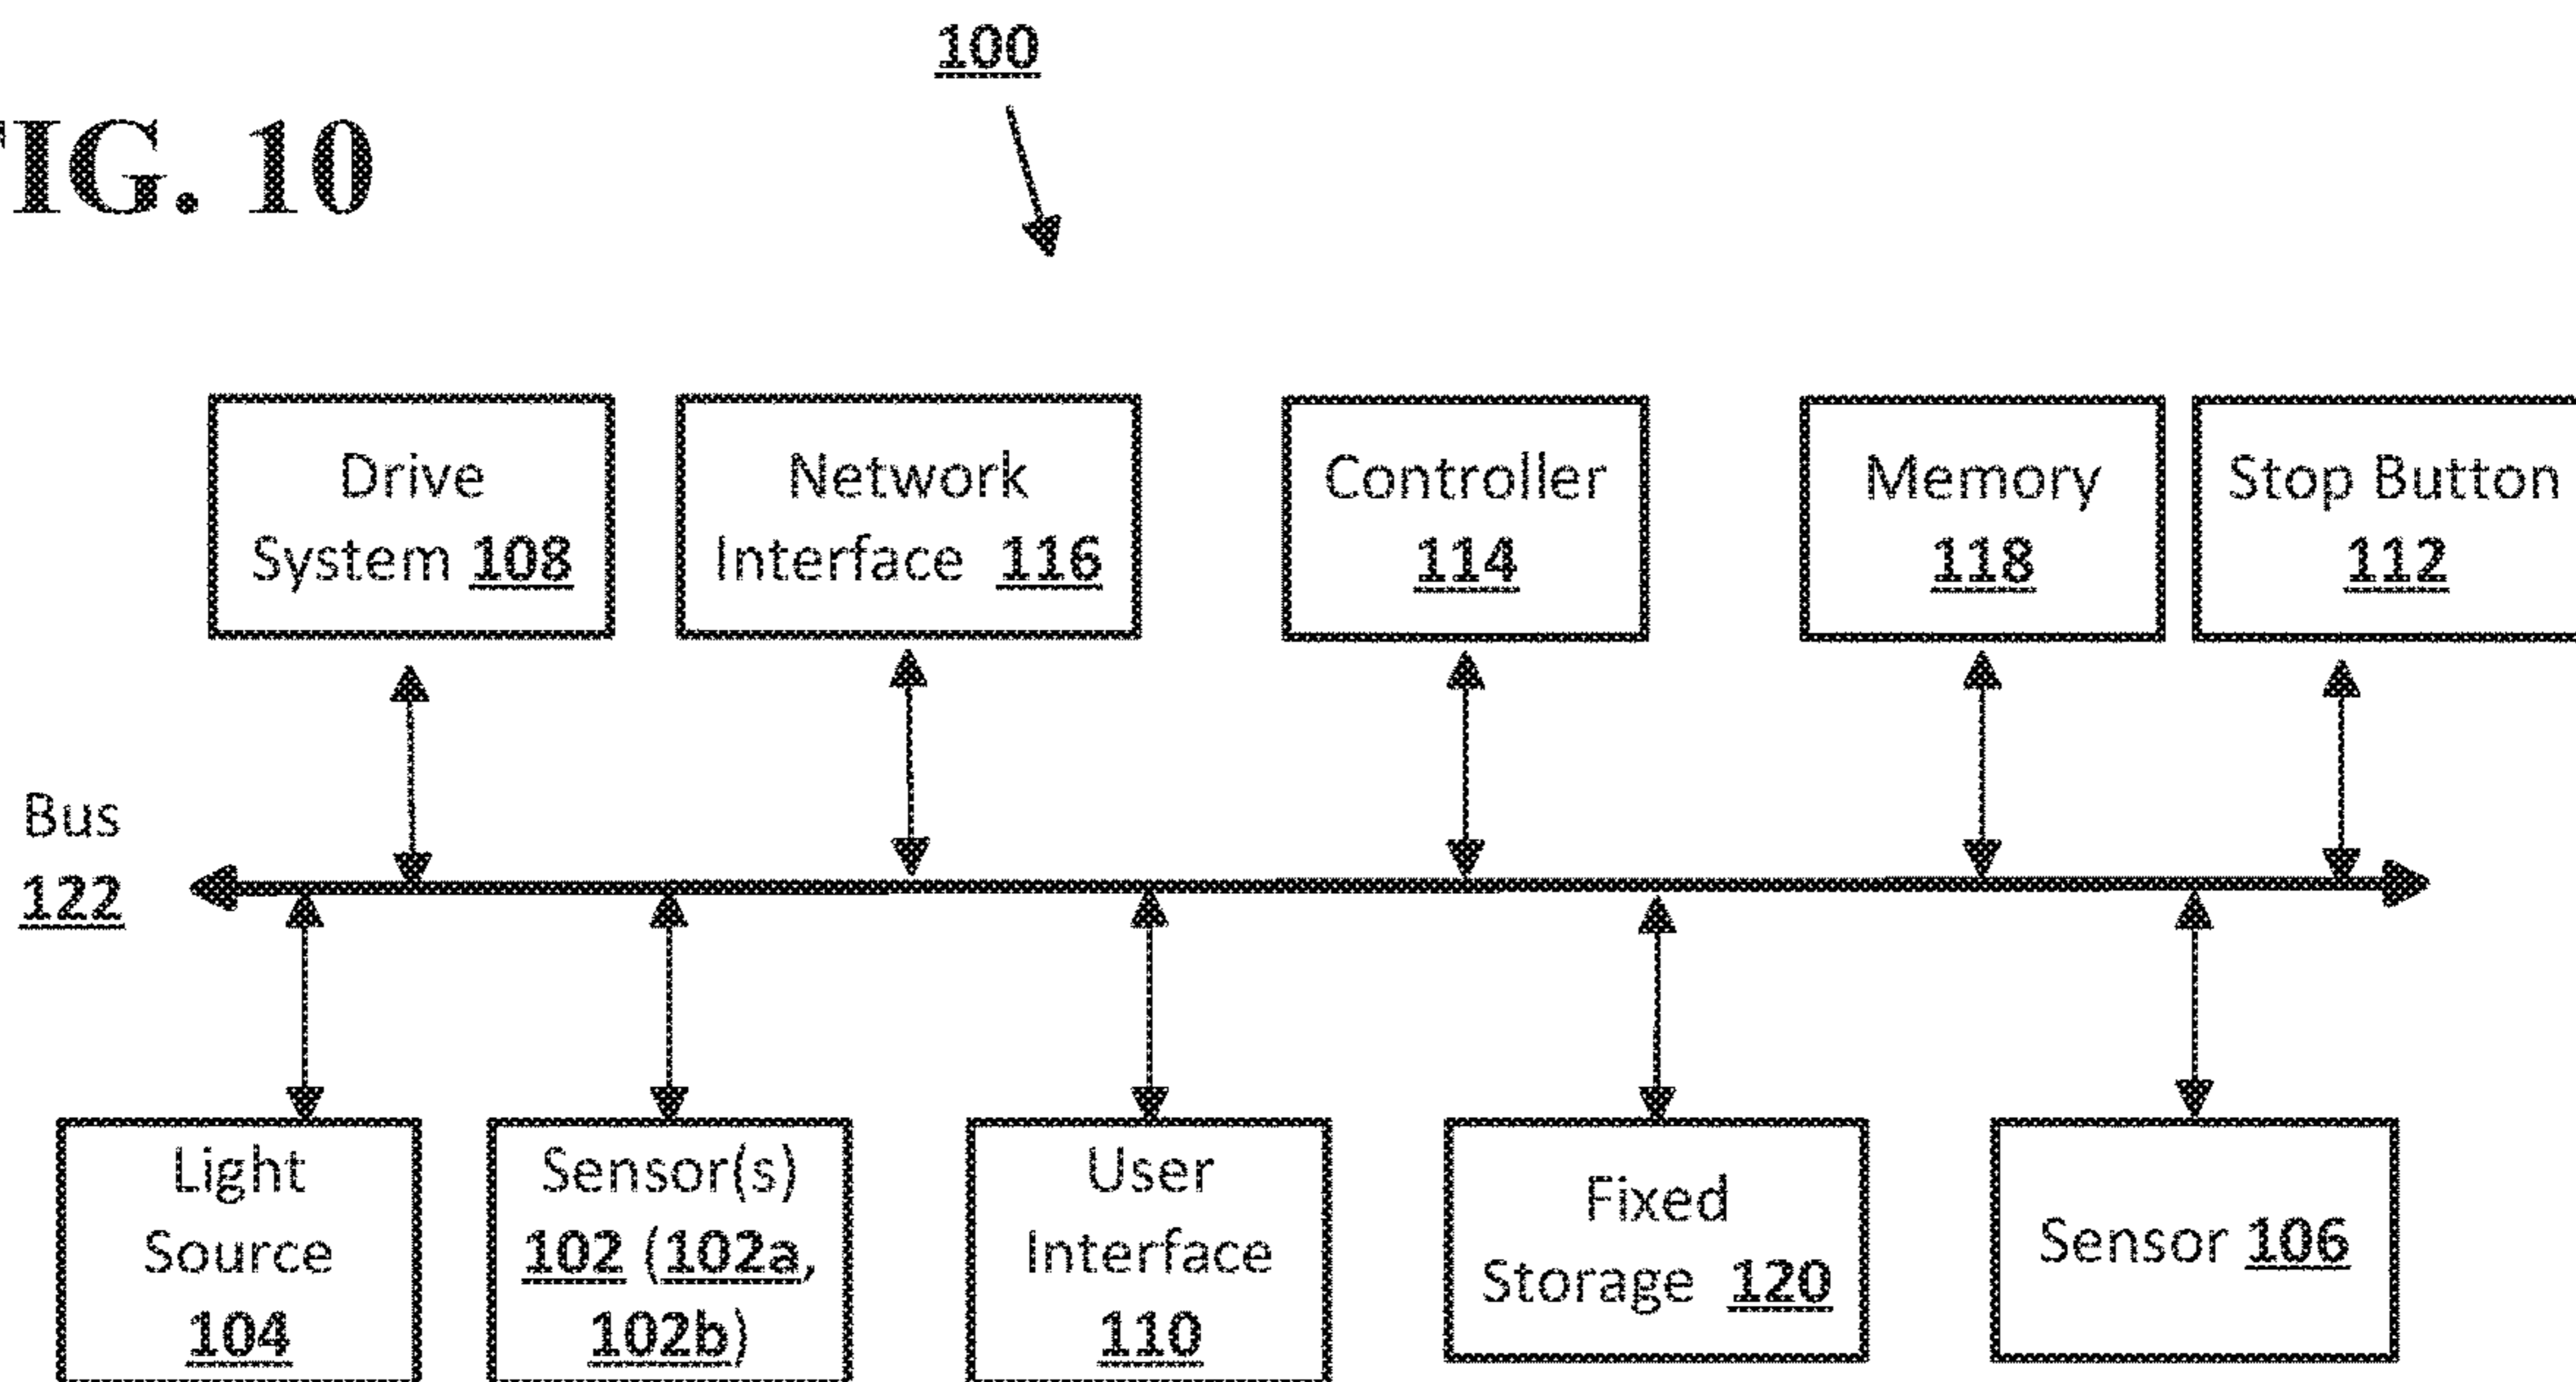 100
FIG. 10
Drive
System 108
Network
Interface 116
Controller
114
Memory
118
Stop Button
112
Bus
122
Light
Source
104
Sensor(s)
102 (102a,
102b)
User
Interface
110
Fixed
Storage 120
Sensor 106